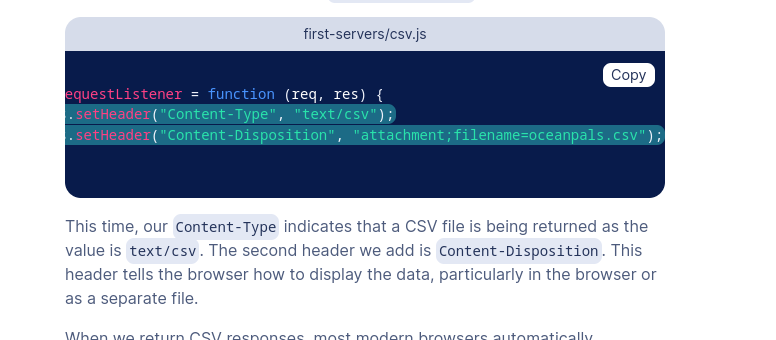 first-servers/csv.js
Copy
equestListener = function (req, res) {
.setHeader("Content-Type", "text/csv");
.setHeader("Content-Disposition", "attachment;filename=oceanpals.csv");
This time, our Content-Type indicates that a CSV file is being returned as the
value is text/csv. The second header we add is Content-Disposition. This
header tells the browser how to display the data, particularly in the browser or
as a separate file.
When we return CSV responses, most modern browsers automatically